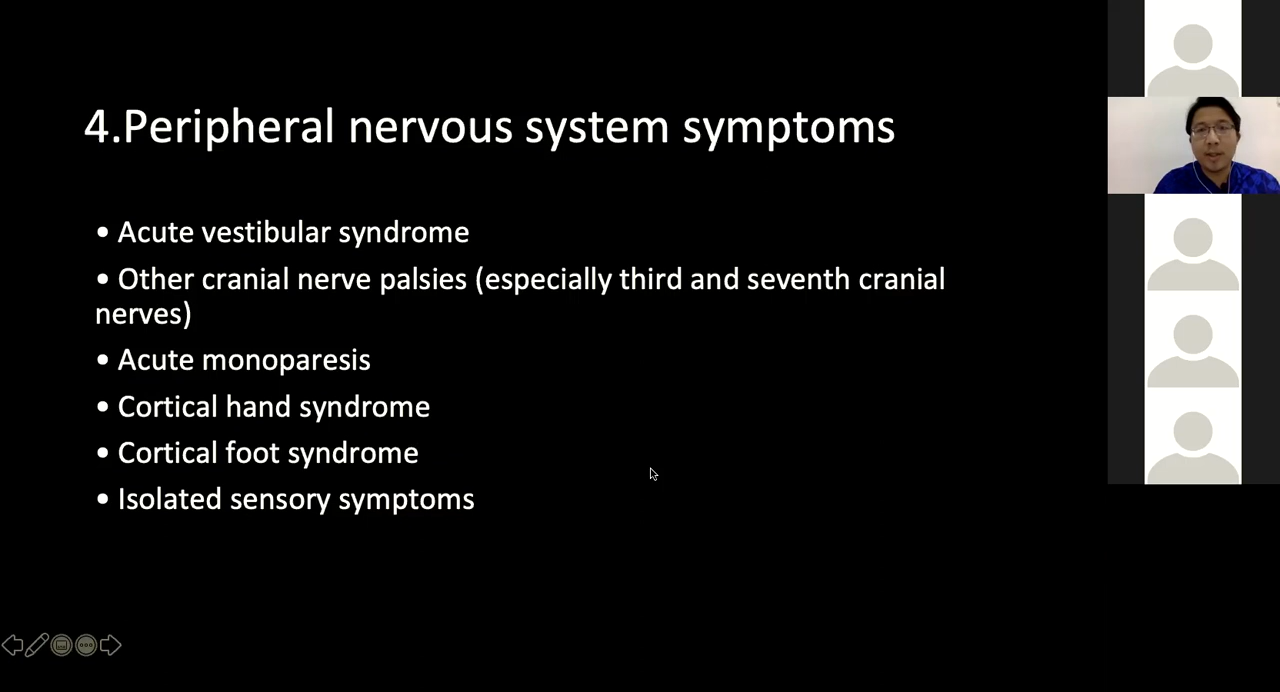 4.Peripheral nervous system symptoms
• Acute vestibular syndrome
• Other cranial nerve palsies (especially third and seventh cranial
nerves)
• Acute monoparesis
• Cortical hand syndrome
• Cortical foot syndrome
• Isolated sensory symptoms